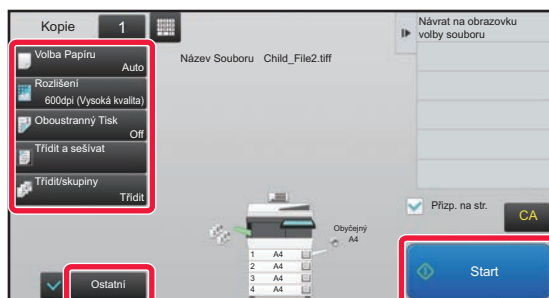 Kopie 1
Návrat na obrazovku
volby souboru
Volba Papíru
Auto
Název Souboru Child_File2.tiff
Rozlišení
600dpi (Vysoká kvalita)
Oboustranný Tisk
Off
Třídit a sešívat
Třídit/skupiny
Třídit
Přizp. na str.
CA
Obyčejný
A4
1 A4
2 A4
3 A4
4 A4
Ostatní
Start